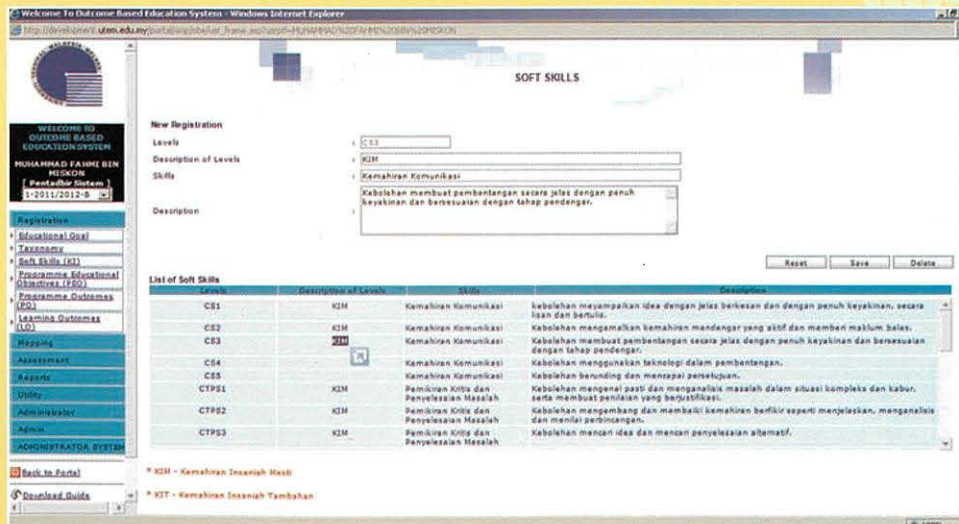 Welcome To Outcome Based Education System - Windows Internet Explorer
SOFT SKILLS
WELCOME TO
OUTCOME BASED
EDUCATION SYSTEM
MUHAMMAD FAHMI BIN
MISKON
[ Pentadbir Sistem ]
1-2011/2012-B
Registration
Educational Goal
Taxonomy
Soft Skills (KI)
Programme Educational
Objectives (PEO)
Programme Outcomes
(PO)
Learning Outcomes
(LO)
Mapping
Assessment
Reports
Utility
Administrator
Admin
ADMINISTRATOR SYSTEM
Back to Portal
Download Guide
New Registration
Levels : CS3
Description of Levels : KIM
Skills : Kemahiran Komunikasi
Description : Kebolehan membuat pembentangan secara jelas dengan penuh
keyakinan dan bersesuaian dengan tahap pendengar.
Reset Save Delete
List of Soft Skills
Levels Description of Levels Skills Description
CS1 KIM Kemahiran Komunikasi kebolehan meyampaikan idea dengan jelas berkesan dan dengan penuh keyakinan, secara
lisan dan bertulis.
CS2 KIM Kemahiran Komunikasi Kebolehan mengamalkan kemahiran mendengar yang aktif dan memberi maklum balas.
CS3 KIM Kemahiran Komunikasi Kebolehan membuat pembentangan secara jelas dengan penuh keyakinan dan bersesuaian
dengan tahap pendengar.
CS4 Kemahiran Komunikasi Kebolehan menggunakan teknologi dalam pembentangan.
CS5 Kemahiran Komunikasi Kebolehan berunding dan mencapai persetujuan.
CTPS1 KIM Pemikiran Kritis dan Kebolehan mengenal pasti dan menganalisis masalah dalam situasi kompleks dan kabur,
Penyelesaian Masalah serta membuat penilaian yang berjustifikasi.
CTPS2 KIM Pemikiran Kritis dan Kebolehan mengembang dan membaiki kemahiran berfikir seperti menjelaskan, menganalisis
Penyelesaian Masalah dan menilai perbincangan.
CTPS3 KIM Pemikiran Kritis dan Kebolehan mencari idea dan mencari penyelesaian alternatif.
Penyelesaian Masalah
* KIM - Kemahiran Insaniah Mesti
* KIT - Kemahiran Insaniah Tambahan